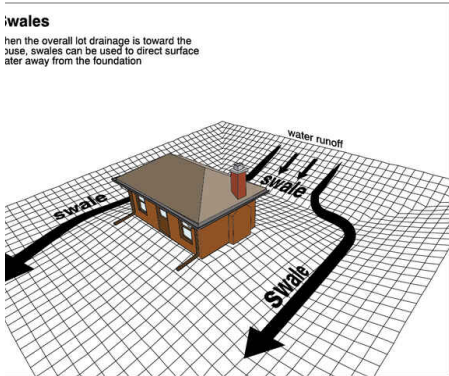 Swales
hen the overall lot drainage is toward the
ouse, swales can be used to direct surface
ater away from the foundation
water runoff
swale
swale
Swale